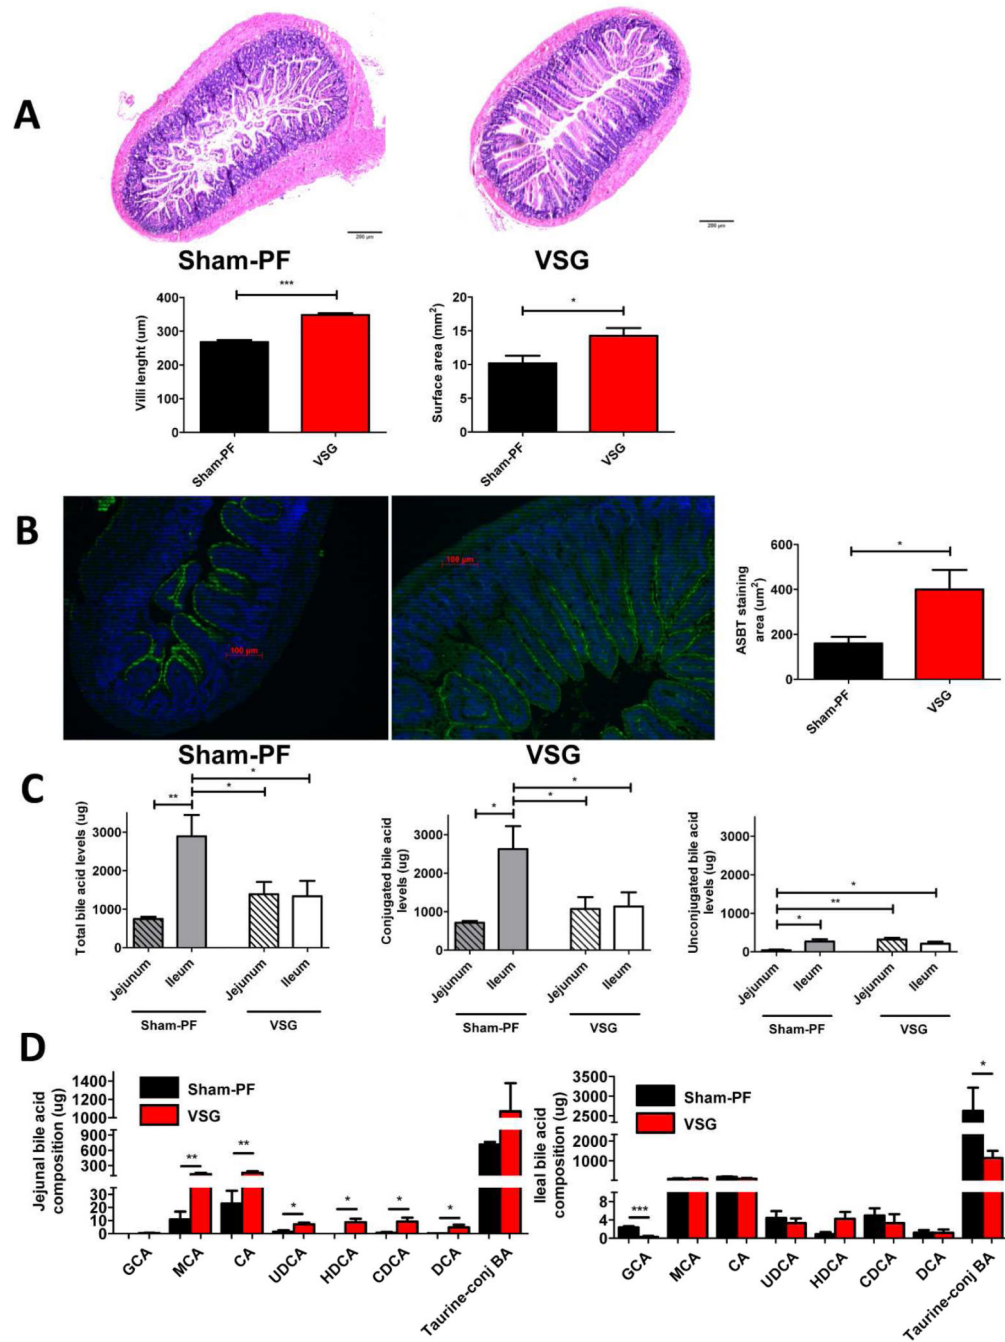 A
200 µm
200 µm
Sham-PF
VSG
***
Villi lenght (um)
400
300
200
100
0
Sham-PF
VSG
*
Surface area (mm²)
20
15
10
5
0
Sham-PF
VSG
B
100 µm
100 µm
Sham-PF
VSG
*
ASBT staining
area (um²)
600
400
200
0
Sham-PF
VSG
C
Total bile acid levels (ug)
3000
2000
1000
0
**
*
*
Jejunum
Ileum
Jejunum
Ileum
Sham-PF
VSG
Conjugated bile acid
levels (ug)
3000
2000
1000
0
*
*
*
Jejunum
Ileum
Jejunum
Ileum
Sham-PF
VSG
Unconjugated bile acid
levels (ug)
3000
2000
1000
0
*
**
*
Jejunum
Ileum
Jejunum
Ileum
Sham-PF
VSG
D
Jejunal bile acid
composition (ug)
1400
1200
1000
900
600
300
30
20
10
0
Sham-PF
VSG
**
**
*
*
*
*
GCA
MCA
CA
UDCA
HDCA
CDCA
DCA
Taurine-conj BA
Ileal bile acid
composition (ug)
3500
3000
2500
2000
1000
8
4
0
Sham-PF
VSG
***
*
GCA
MCA
CA
UDCA
HDCA
CDCA
DCA
Taurine-conj BA